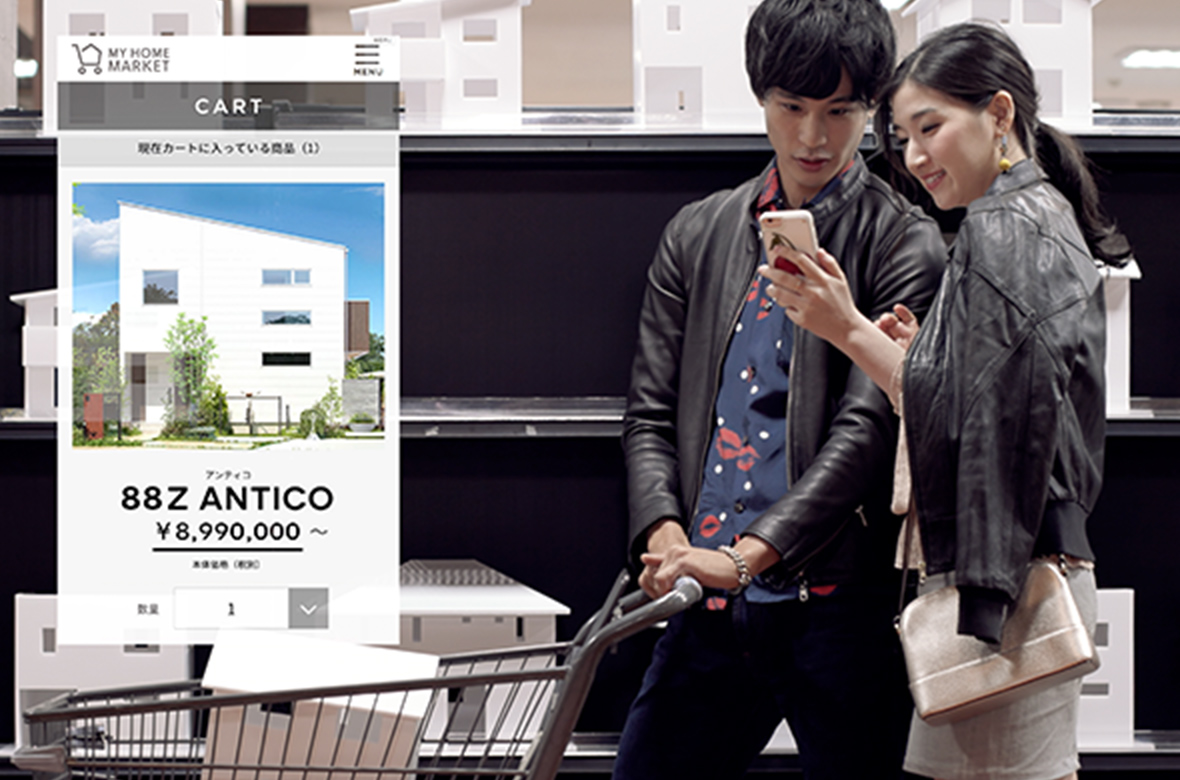 MY HOME
MARKET
MENU
CART
現在カートに入っている商品（1）
アンティコ
88Z ANTICO
￥8,990,000 ～
本体価格（税別）
数量
1